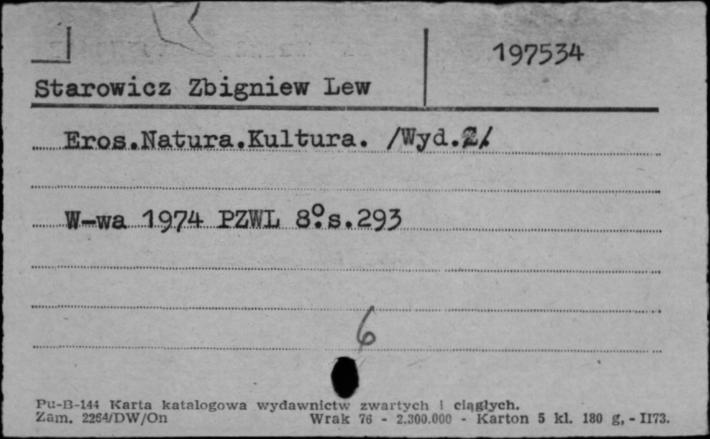 197534
Starowicz Zbigniew Lew
Eros.Natura.Kultura. /Wyd.2/
W-wa 1974 PZWL 8°.s.293
6
Pu-B-144 Karta katalogowa wydawnictw zwartych i ciągłych.
Zam. 2264/DW/On Wrak 76 - 2.300.000 - Karton 5 kl. 180 g, - II73.